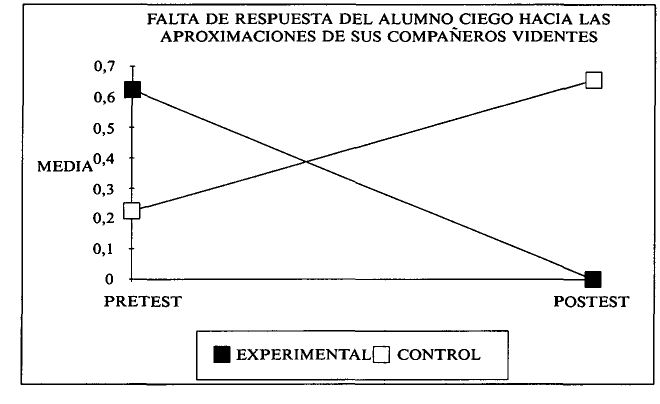 FALTA DE RESPUESTA DEL ALUMNO CIEGO HACIA LAS
APROXIMACIONES DE SUS COMPAÑEROS VIDENTES
0,7
0,6
0,5
MEDIA 0,4
0,3
0,2
0,1
0
PRETEST POSTEST
EXPERIMENTAL CONTROL